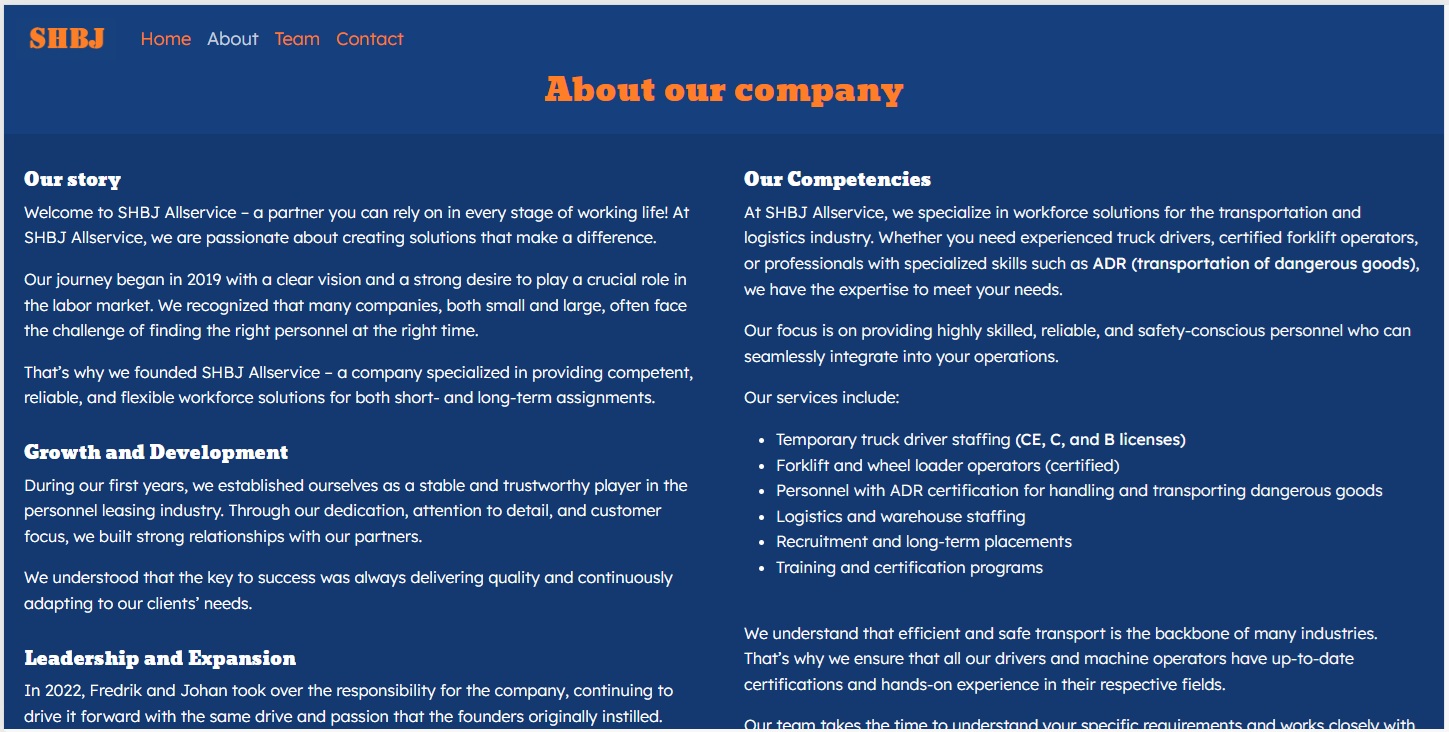 SHBJ
Home About Team Contact
About our company
Our story
Welcome to SHBJ Allservice – a partner you can rely on in every stage of working life! At
SHBJ Allservice, we are passionate about creating solutions that make a difference.
Our journey began in 2019 with a clear vision and a strong desire to play a crucial role in
the labor market. We recognized that many companies, both small and large, often face
the challenge of finding the right personnel at the right time.
That’s why we founded SHBJ Allservice – a company specialized in providing competent,
reliable, and flexible workforce solutions for both short- and long-term assignments.
Growth and Development
During our first years, we established ourselves as a stable and trustworthy player in the
personnel leasing industry. Through our dedication, attention to detail, and customer
focus, we built strong relationships with our partners.
We understood that the key to success was always delivering quality and continuously
adapting to our clients’ needs.
Leadership and Expansion
In 2022, Fredrik and Johan took over the responsibility for the company, continuing to
drive it forward with the same drive and passion that the founders originally instilled.
Our Competencies
At SHBJ Allservice, we specialize in workforce solutions for the transportation and
logistics industry. Whether you need experienced truck drivers, certified forklift operators,
or professionals with specialized skills such as ADR (transportation of dangerous goods),
we have the expertise to meet your needs.
Our focus is on providing highly skilled, reliable, and safety-conscious personnel who can
seamlessly integrate into your operations.
Our services include:
• Temporary truck driver staffing (CE, C, and B licenses)
• Forklift and wheel loader operators (certified)
• Personnel with ADR certification for handling and transporting dangerous goods
• Logistics and warehouse staffing
• Recruitment and long-term placements
• Training and certification programs
We understand that efficient and safe transport is the backbone of many industries.
That’s why we ensure that all our drivers and machine operators have up-to-date
certifications and hands-on experience in their respective fields.
Our team takes the time to understand your specific requirements and works closely with